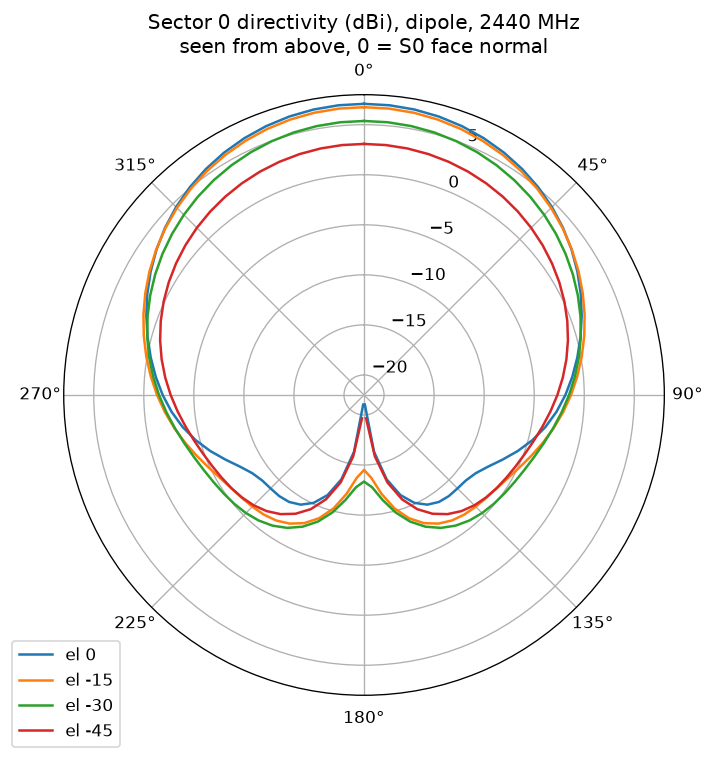 Sector 0 directivity (dBi), dipole, 2440 MHz
seen from above, 0 = S0 face normal
0°
315°
45°
5
0
−5
−10
−15
−20
270°
90°
225°
135°
180°
el 0
el -15
el -30
el -45